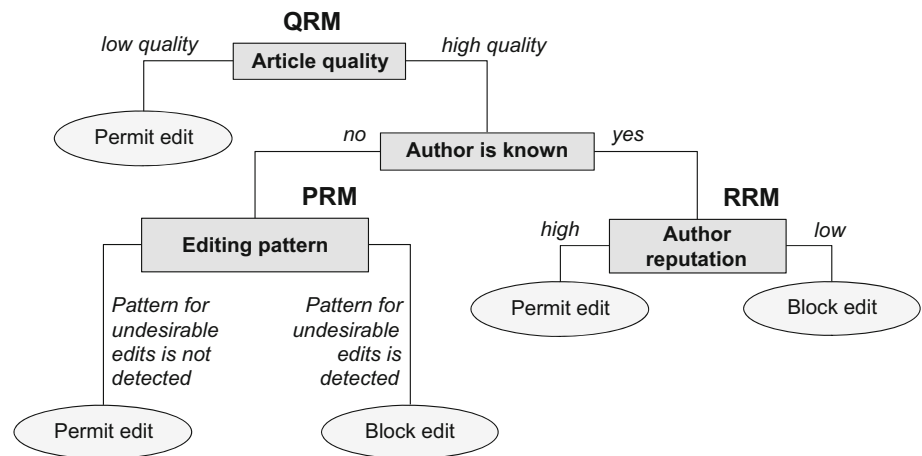 QRM
low quality
high quality
Article quality
Permit edit
no
yes
Author is known
PRM
RRM
Editing pattern
high
low
Author
reputation
Permit edit
Block edit
Pattern for
undesirable
edits is not
detected
Pattern for
undesirable
edits is
detected
Permit edit
Block edit